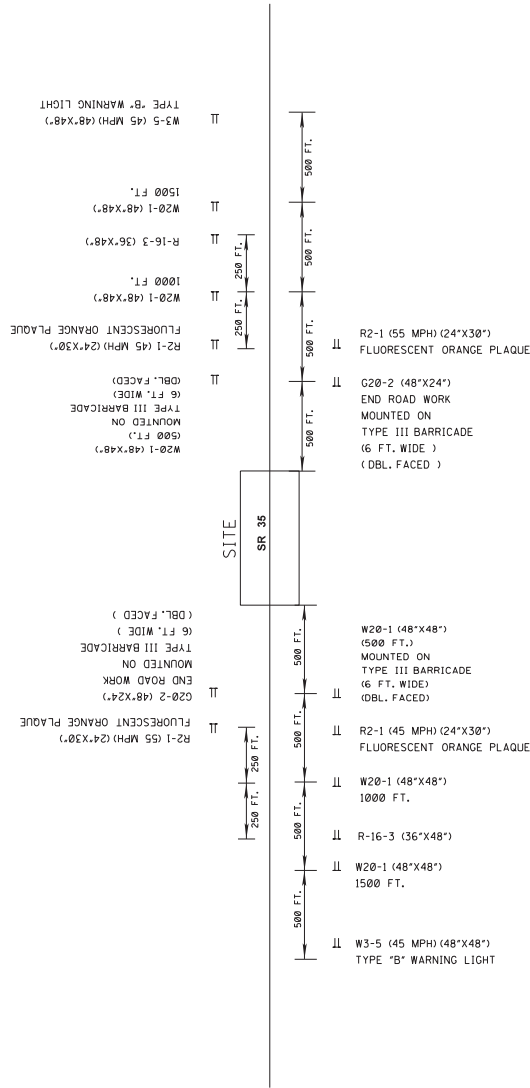 W3-5 (45 MPH)(48"X48")
TYPE "B" WARNING LIGHT
W20-1 (48"X48")
1500 FT.
R-16-3 (36"X48")
W20-1 (48"X48")
1000 FT.
R2-1 (45 MPH)(24"X30")
FLUORESCENT ORANGE PLAQUE
W20-1 (48"X48")
(500 FT.)
MOUNTED ON
TYPE III BARRICADE
(6 FT. WIDE)
(DBL. FACED)
500 FT.
500 FT.
250 FT.
250 FT.
500 FT.
500 FT.
R2-1 (55 MPH)(24"X30")
FLUORESCENT ORANGE PLAQUE
G20-2 (48"X24")
END ROAD WORK
MOUNTED ON
TYPE III BARRICADE
(6 FT. WIDE )
( DBL. FACED )
SITE
SR 35
G20-2 (48"X24")
END ROAD WORK
MOUNTED ON
TYPE III BARRICADE
(6 FT. WIDE )
( DBL. FACED )
R2-1 (55 MPH)(24"X30")
FLUORESCENT ORANGE PLAQUE
250 FT.
250 FT.
500 FT.
500 FT.
500 FT.
500 FT.
W20-1 (48"X48")
(500 FT.)
MOUNTED ON
TYPE III BARRICADE
(6 FT. WIDE)
(DBL. FACED)
R2-1 (45 MPH)(24"X30")
FLUORESCENT ORANGE PLAQUE
W20-1 (48"X48")
1000 FT.
R-16-3 (36"X48")
W20-1 (48"X48")
1500 FT.
W3-5 (45 MPH)(48"X48")
TYPE "B" WARNING LIGHT